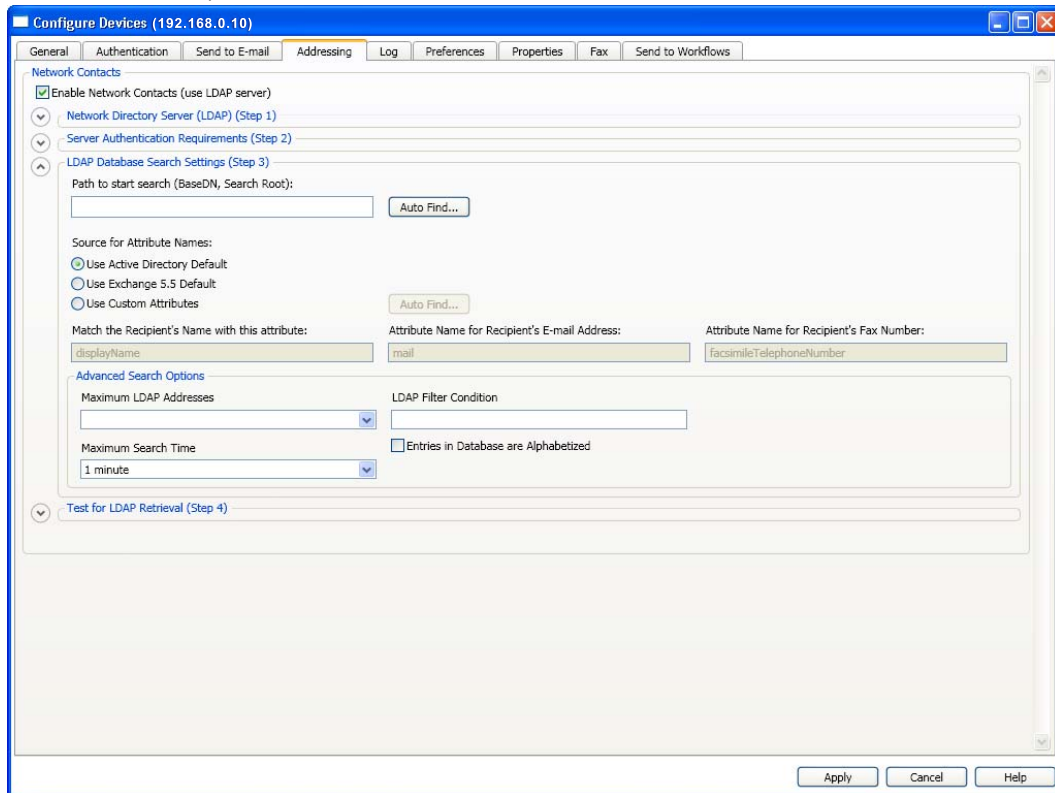 Configure Devices (192.168.0.10)
General Authentication Send to E-mail Addressing Log Preferences Properties Fax Send to Workflows
Network Contacts
Enable Network Contacts (use LDAP server)
Network Directory Server (LDAP) (Step 1)
Server Authentication Requirements (Step 2)
LDAP Database Search Settings (Step 3)
Path to start search (BaseDN, Search Root):
Auto Find...
Source for Attribute Names:
Use Active Directory Default
Use Exchange 5.5 Default
Use Custom Attributes Auto Find...
Match the Recipient's Name with this attribute: Attribute Name for Recipient's E-mail Address: Attribute Name for Recipient's Fax Number:
displayName mail facsimileTelephoneNumber
Advanced Search Options
Maximum LDAP Addresses LDAP Filter Condition
Maximum Search Time Entries in Database are Alphabetized
1 minute
Test for LDAP Retrieval (Step 4)
Apply Cancel Help